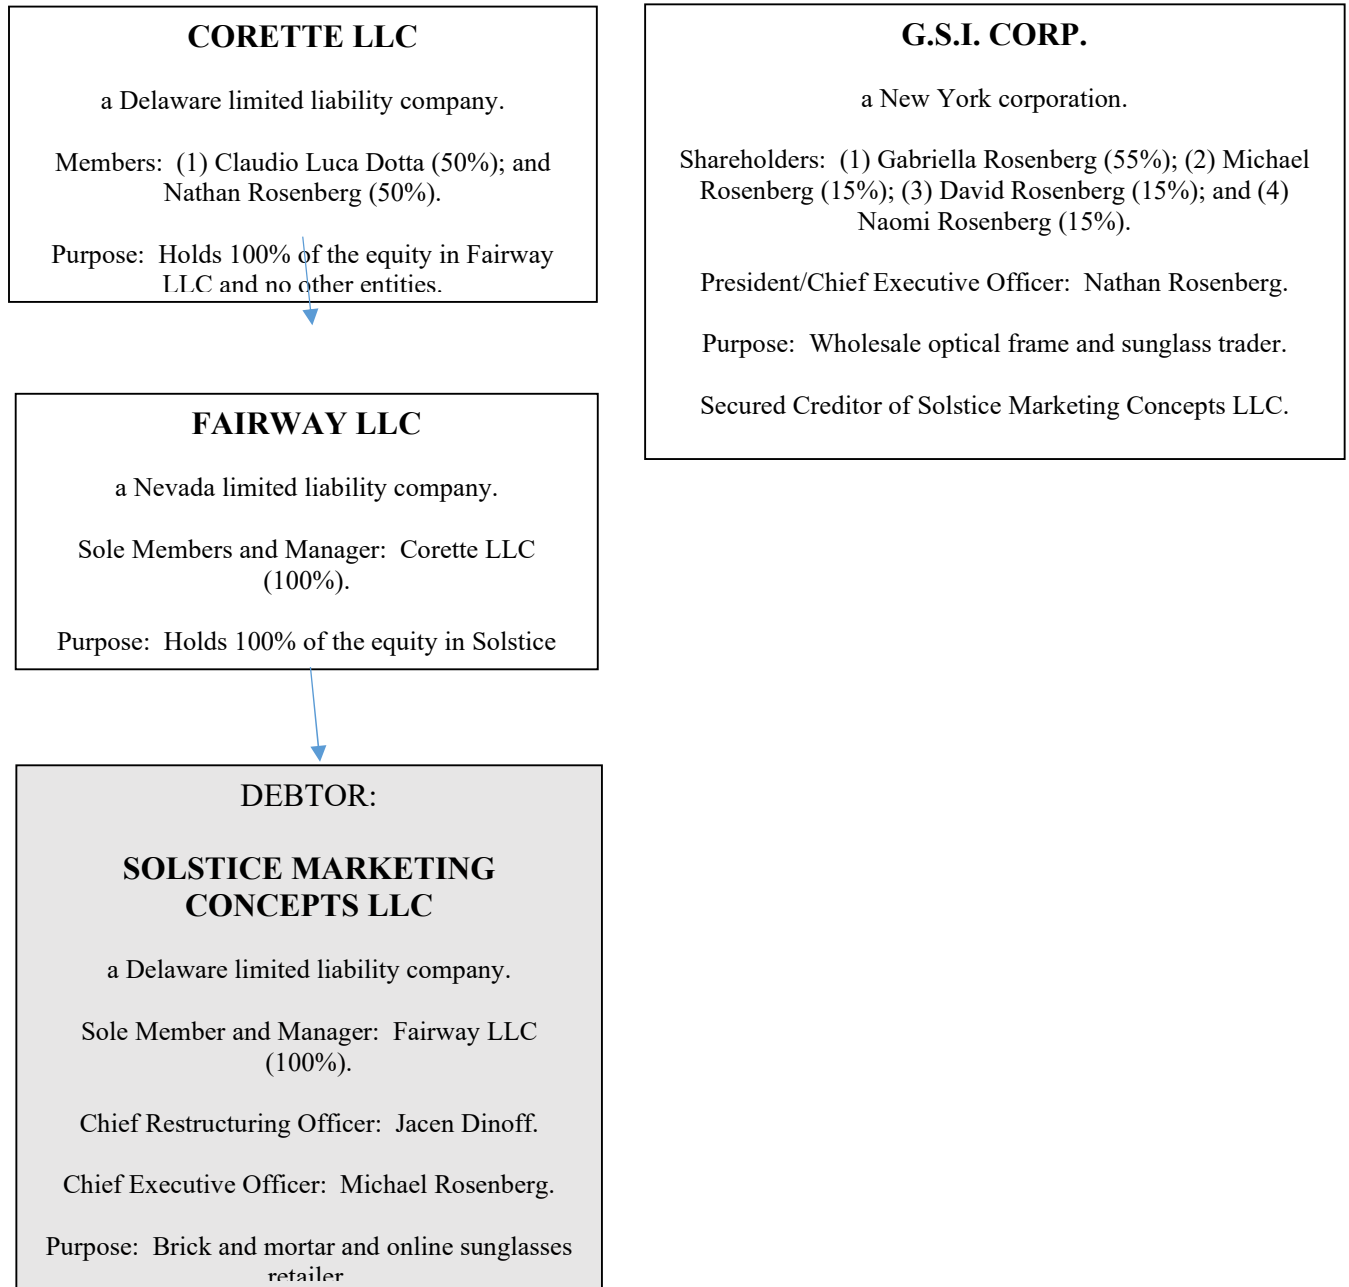 CORETTE LLC
a Delaware limited liability company.
Members:  (1) Claudio Luca Dotta (50%); and
Nathan Rosenberg (50%).
Purpose:  Holds 100% of the equity in Fairway
LLC and no other entities.
G.S.I. CORP.
a New York corporation.
Shareholders:  (1) Gabriella Rosenberg (55%); (2) Michael
Rosenberg (15%); (3) David Rosenberg (15%); and (4)
Naomi Rosenberg (15%).
President/Chief Executive Officer:  Nathan Rosenberg.
Purpose:  Wholesale optical frame and sunglass trader.
Secured Creditor of Solstice Marketing Concepts LLC.
FAIRWAY LLC
a Nevada limited liability company.
Sole Members and Manager:  Corette LLC
(100%).
Purpose:  Holds 100% of the equity in Solstice
DEBTOR:
SOLSTICE MARKETING
CONCEPTS LLC
a Delaware limited liability company.
Sole Member and Manager:  Fairway LLC
(100%).
Chief Restructuring Officer:  Jacen Dinoff.
Chief Executive Officer:  Michael Rosenberg.
Purpose:  Brick and mortar and online sunglasses
retailer